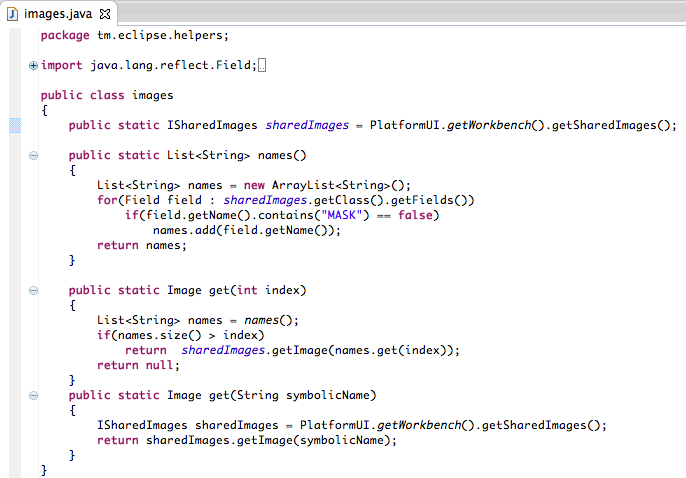 images.java
package tm.eclipse.helpers;
import java.lang.reflect.Field;
public class images
{
    public static ISharedImages sharedImages = PlatformUI.getWorkbench().getSharedImages();
    public static List<String> names()
    {
        List<String> names = new ArrayList<String>();
        for(Field field : sharedImages.getClass().getFields())
            if(field.getName().contains("MASK") == false)
                names.add(field.getName());
        return names;
    }
    public static Image get(int index)
    {
        List<String> names = names();
        if(names.size() > index)
            return  sharedImages.getImage(names.get(index));
        return null;
    }
    public static Image get(String symbolicName)
    {
        ISharedImages sharedImages = PlatformUI.getWorkbench().getSharedImages();
        return sharedImages.getImage(symbolicName);
    }
}